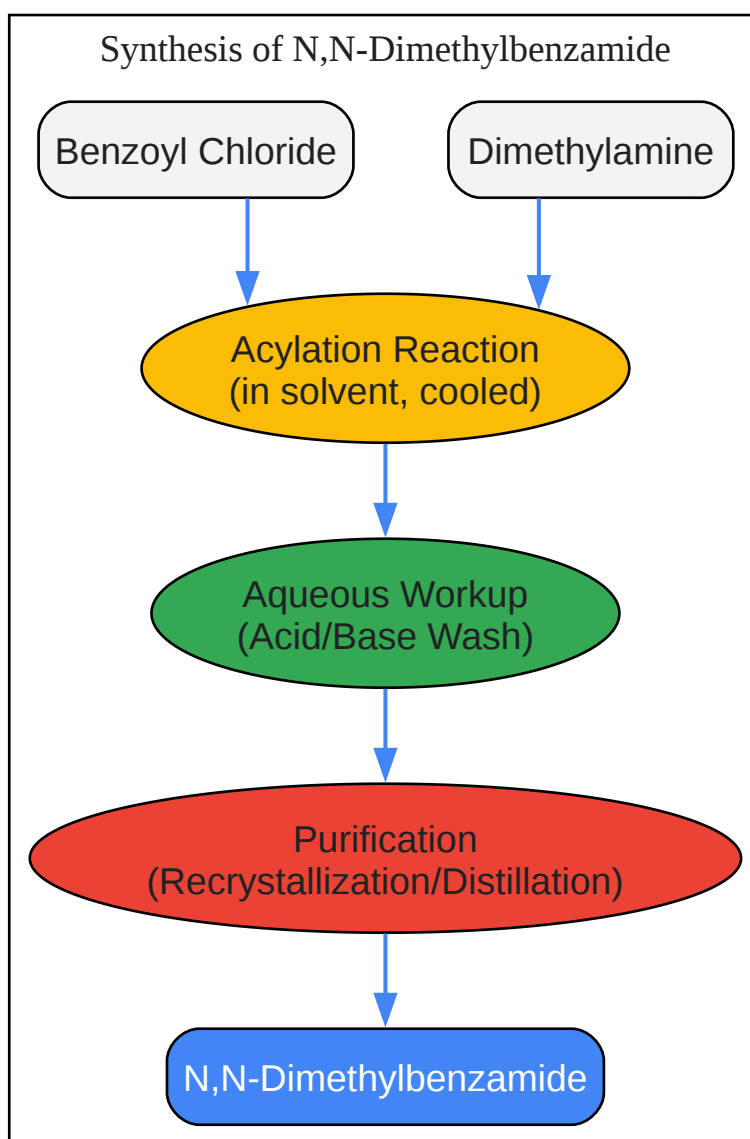 Synthesis of N,N-Dimethylbenzamide
Benzoyl Chloride
Dimethylamine
Acylation Reaction
(in solvent, cooled)
Aqueous Workup
(Acid/Base Wash)
Purification
(Recrystallization/Distillation)
N,N-Dimethylbenzamide